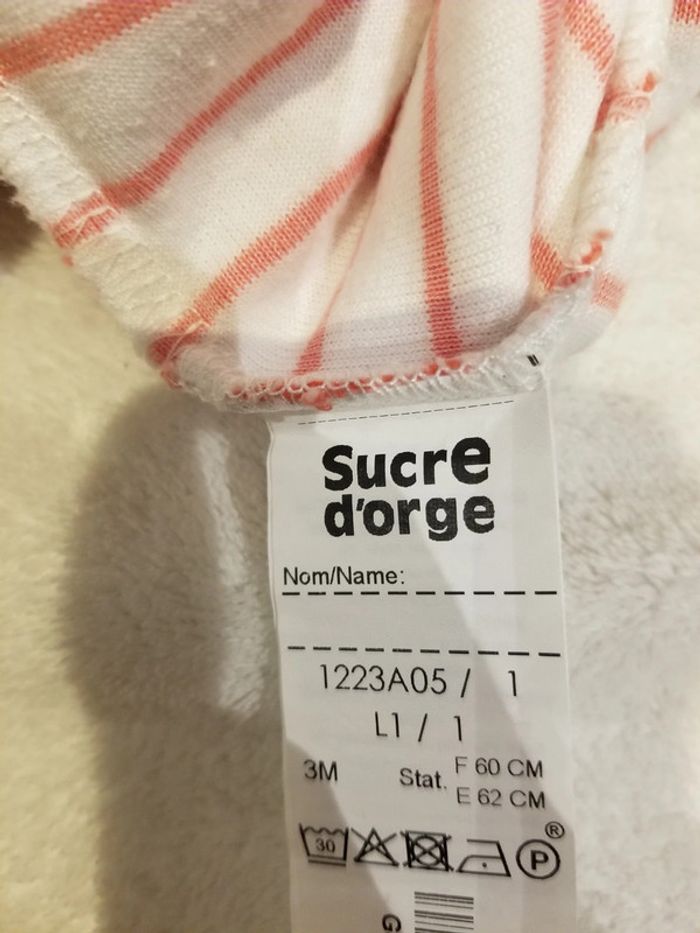 Sucre
d'orge
Nom/Name:
1223A05 / 1
L1 / 1
3M Stat. F 60 CM
E 62 CM
®
30 P
G